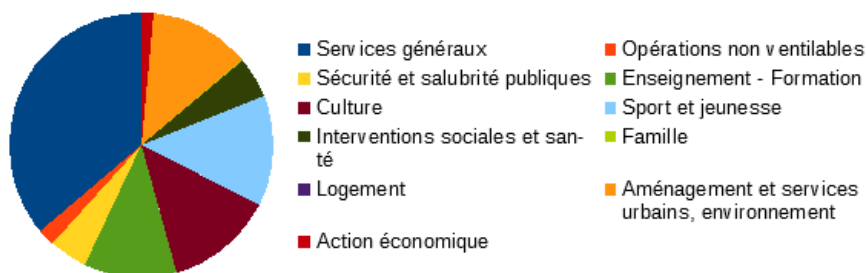 Services généraux
Opérations non ventilables
Sécurité et salubrité publiques
Enseignement - Formation
Culture
Sport et jeunesse
Interventions sociales et san-
té
Famille
Logement
Aménagement et services
urbains, environnement
Action économique